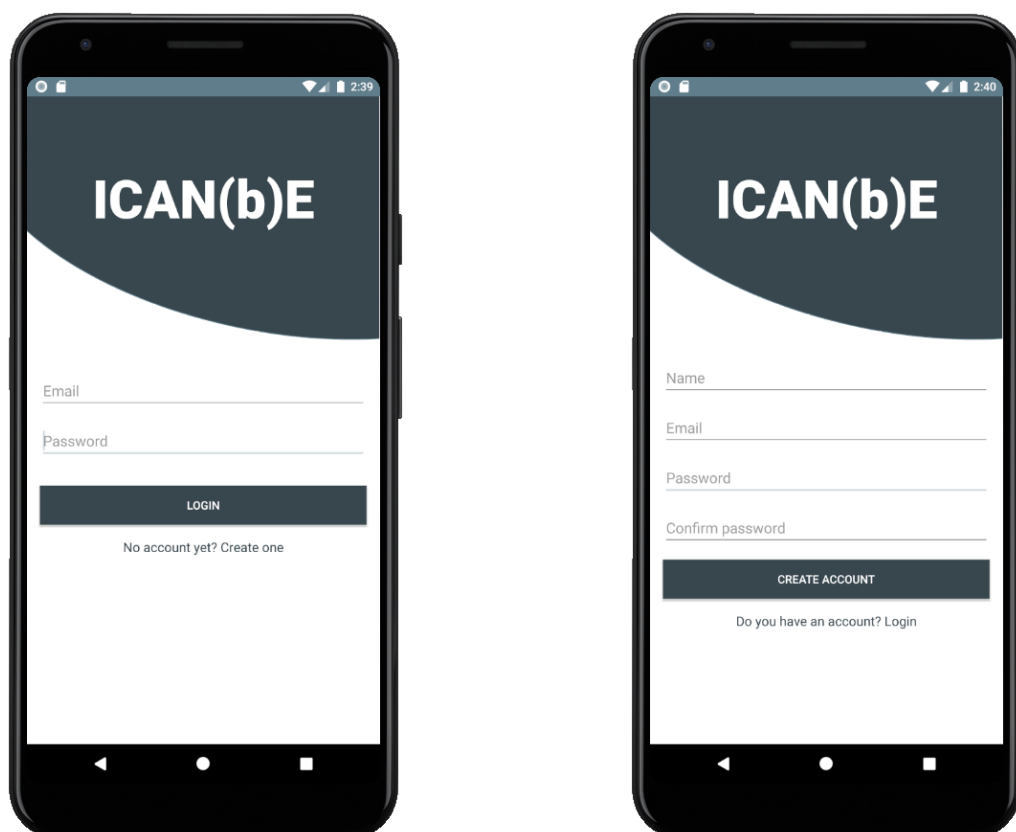 2:39
ICAN(b)E
Email
Password
LOGIN
No account yet? Create one
2:40
ICAN(b)E
Name
Email
Password
Confirm password
CREATE ACCOUNT
Do you have an account? Login